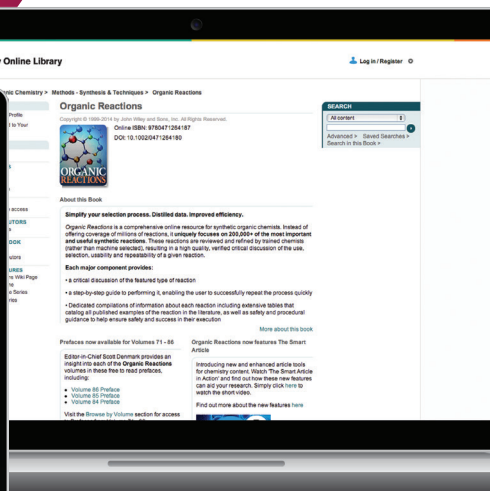 Online Library
Log in / Register
Chemistry > Methods - Synthesis & Techniques > Organic Reactions
Profile
to Your
access
UTORS
OOK
utors
URES
Wiki Page
Series
Organic Reactions
Copyright © 1999-2014 by John Wiley and Sons, Inc. All Rights Reserved.
Online ISBN: 9780471264187
DOI: 10.1002/0471264180
ORGANIC
REACTIONS
About this Book
Simplify your selection process. Distilled data. Improved efficiency.
Organic Reactions is a comprehensive online resource for synthetic organic chemists. Instead of
offering coverage of millions of reactions, it uniquely focuses on 200,000+ of the most important
and useful synthetic reactions. These reactions are reviewed and refined by trained chemists
(rather than machine selected), resulting in a high quality, verified critical discussion of the use,
selection, usability and repeatability of a given reaction.
Each major component provides:
• a critical discussion of the featured type of reaction
• a step-by-step guide to performing it, enabling the user to successfully repeat the process quickly
• Dedicated compilations of information about each reaction including extensive tables that
catalog all published examples of the reaction in the literature, as well as safety and procedural
guidance to help ensure safety and success in their execution
More about this book
Prefaces now available for Volumes 71 - 86
Editor-in-Chief Scott Denmark provides an
insight into each of the Organic Reactions
volumes in these free to read prefaces,
including:
• Volume 86 Preface
• Volume 85 Preface
• Volume 84 Preface
Visit the Browse by Volume section for access
Organic Reactions now features The Smart
Article
Introducing new and enhanced article tools
for chemistry content. Watch 'The Smart Article
in Action' and find out how these new features
can aid your research. Simply click here to
watch the short video.
Find out more about the new features here
SEARCH
All content
Advanced > Saved Searches >
Search in this Book >